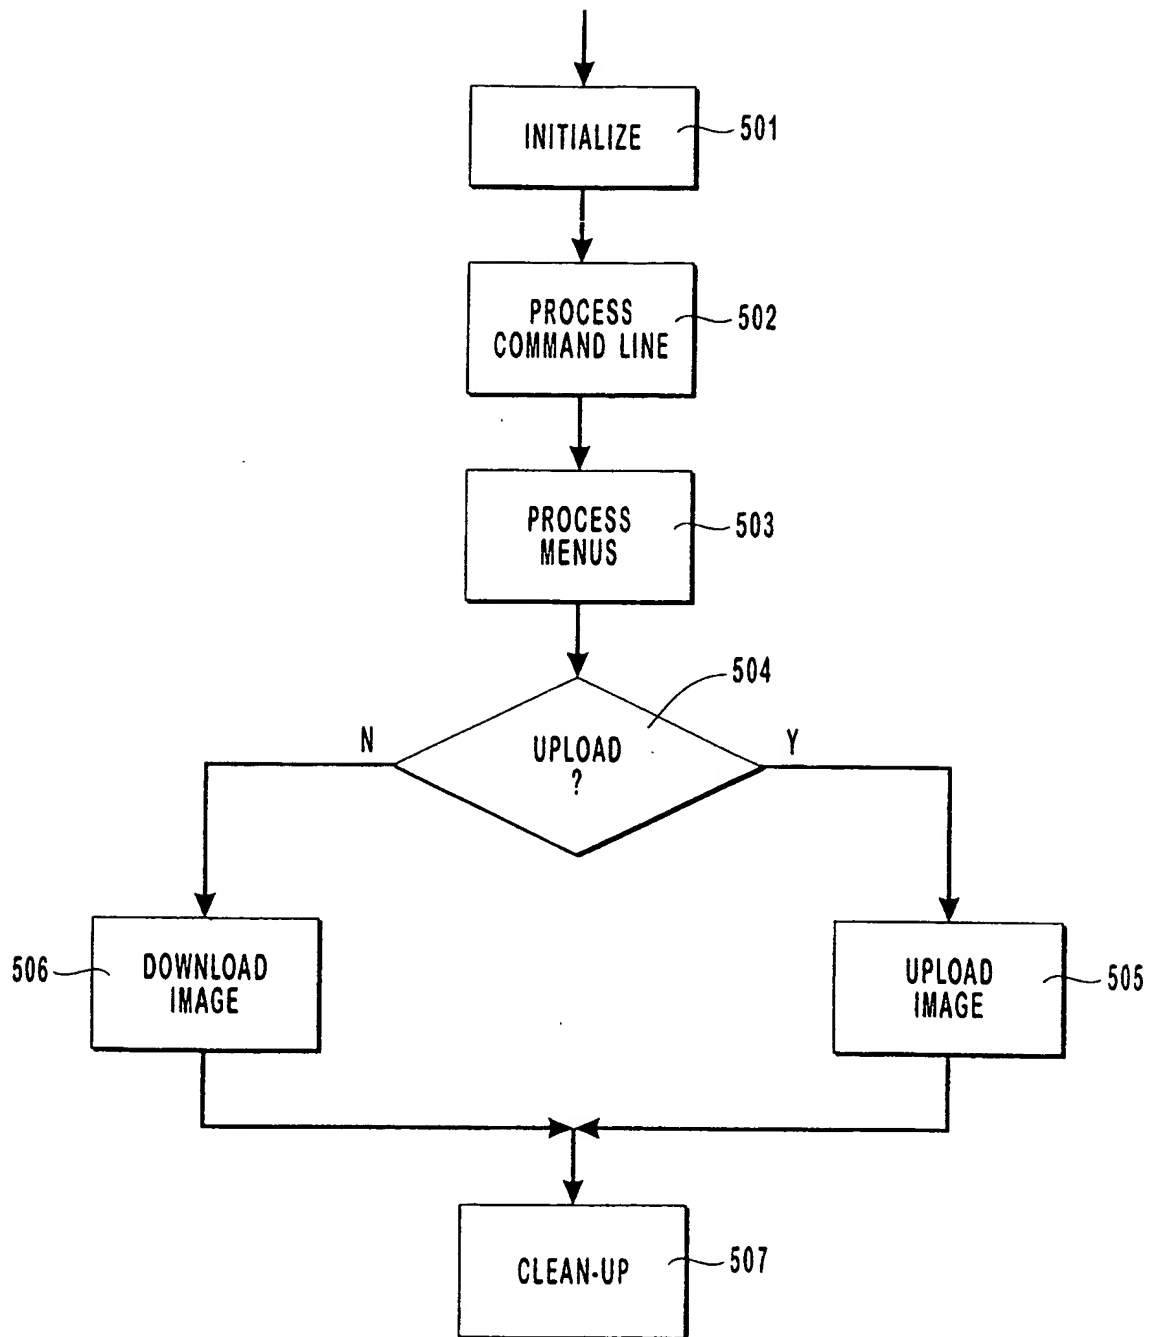 INITIALIZE
501
PROCESS
COMMAND LINE
502
PROCESS
MENUS
503
504
N
UPLOAD
?
Y
506
DOWNLOAD
IMAGE
UPLOAD
IMAGE
505
CLEAN-UP
507